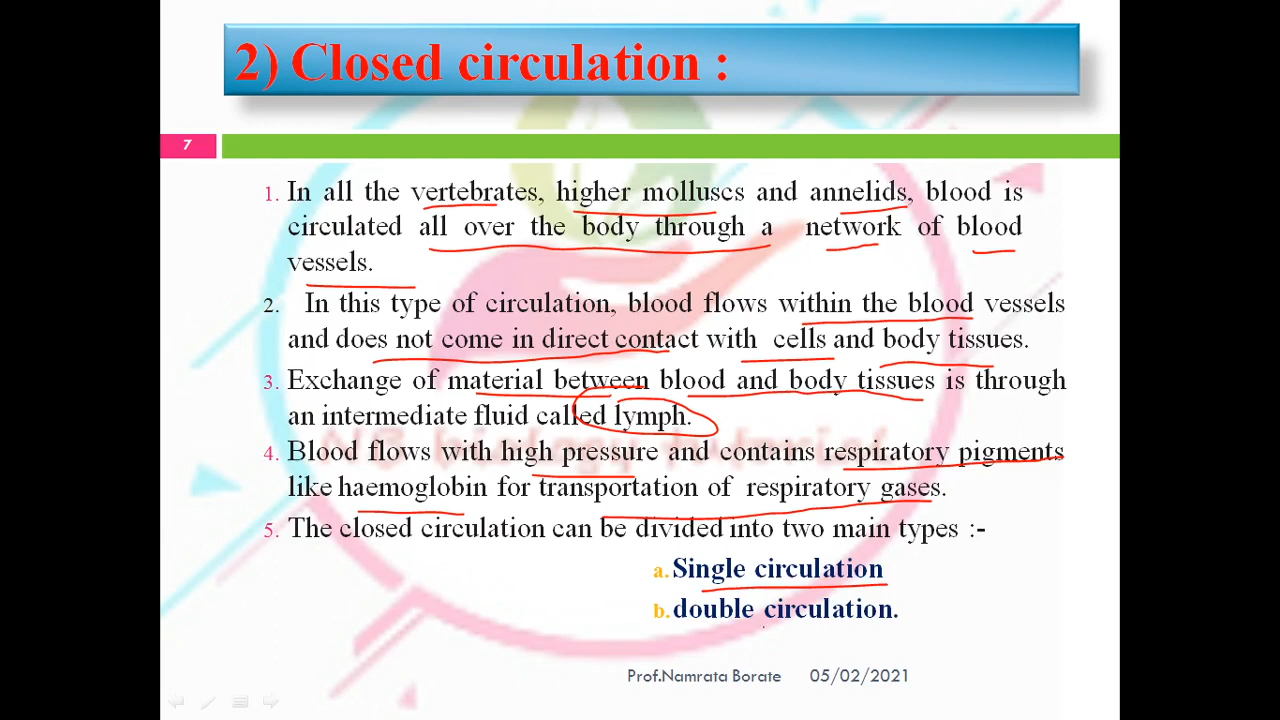 2) Closed circulation :
7
1. In all the vertebrates, higher molluscs and annelids, blood is
circulated all over the body through a network of blood
vessels.
2. In this type of circulation, blood flows within the blood vessels
and does not come in direct contact with cells and body tissues.
3. Exchange of material between blood and body tissues is through
an intermediate fluid called lymph.
4. Blood flows with high pressure and contains respiratory pigments
like haemoglobin for transportation of respiratory gases.
5. The closed circulation can be divided into two main types :-
a. Single circulation
b. double circulation.
Prof.Namrata Borate 05/02/2021